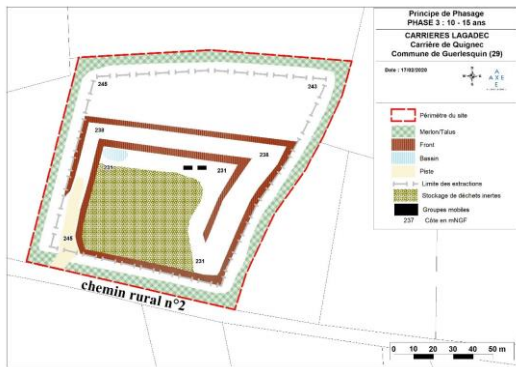 Principe de Phasage
PHASE 3 : 10 - 15 ans
CARRIERES LAGADEC
Carrière de Quignec
Commune de Guerlesquin (29)
Date : 17/02/2020
AXE
Périmètre du site
Merlon/Talus
Front
Bassin
Piste
Limite des extractions
Stockage de déchets inertes
Groupes mobiles
237 Côte en mNGF
245
243
238
238
231
231
245
231
chemin rural n°2
0 10 20 30 40 50 m